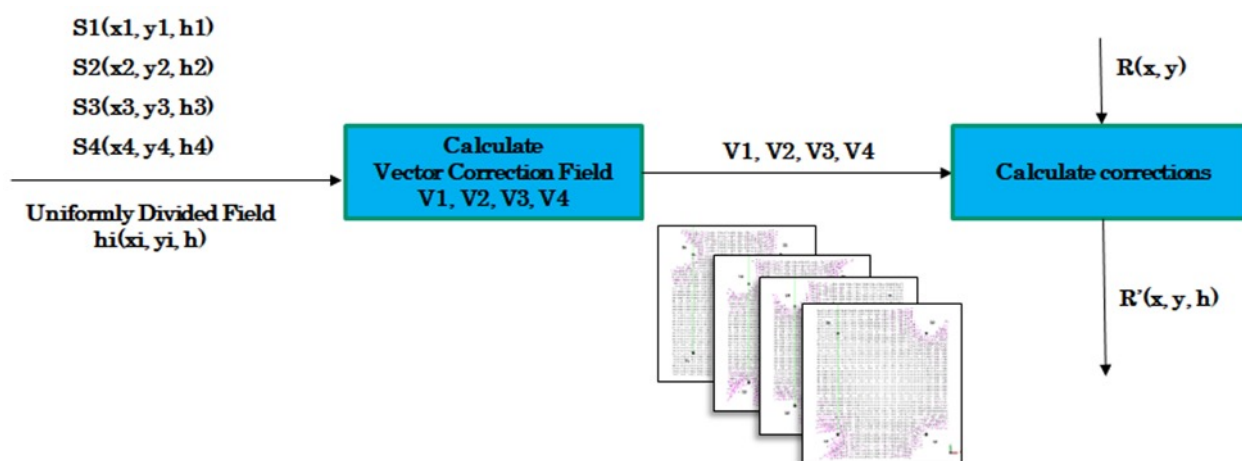 S1(x1, y1, h1)
S2(x2, y2, h2)
S3(x3, y3, h3)
S4(x4, y4, h4)
Uniformly Divided Field
hi(xi, yi, h)
Calculate
Vector Correction Field
V1, V2, V3, V4
V1, V2, V3, V4
R(x, y)
Calculate corrections
R’(x, y, h)